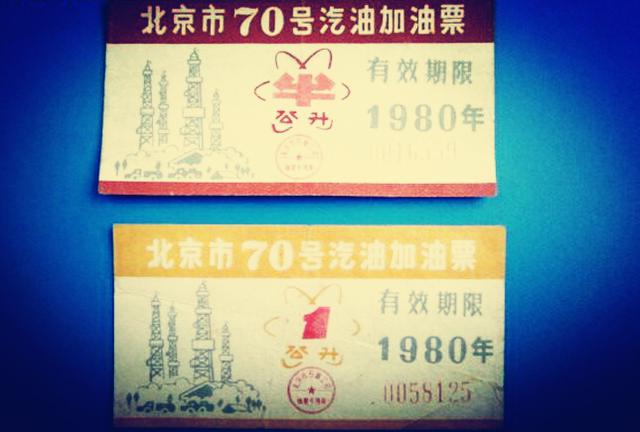 北京市70号汽油加油票
半
公升
有效期限
1980年
北京市70号汽油加油票
1
公升
有效期限
1980年
0058125